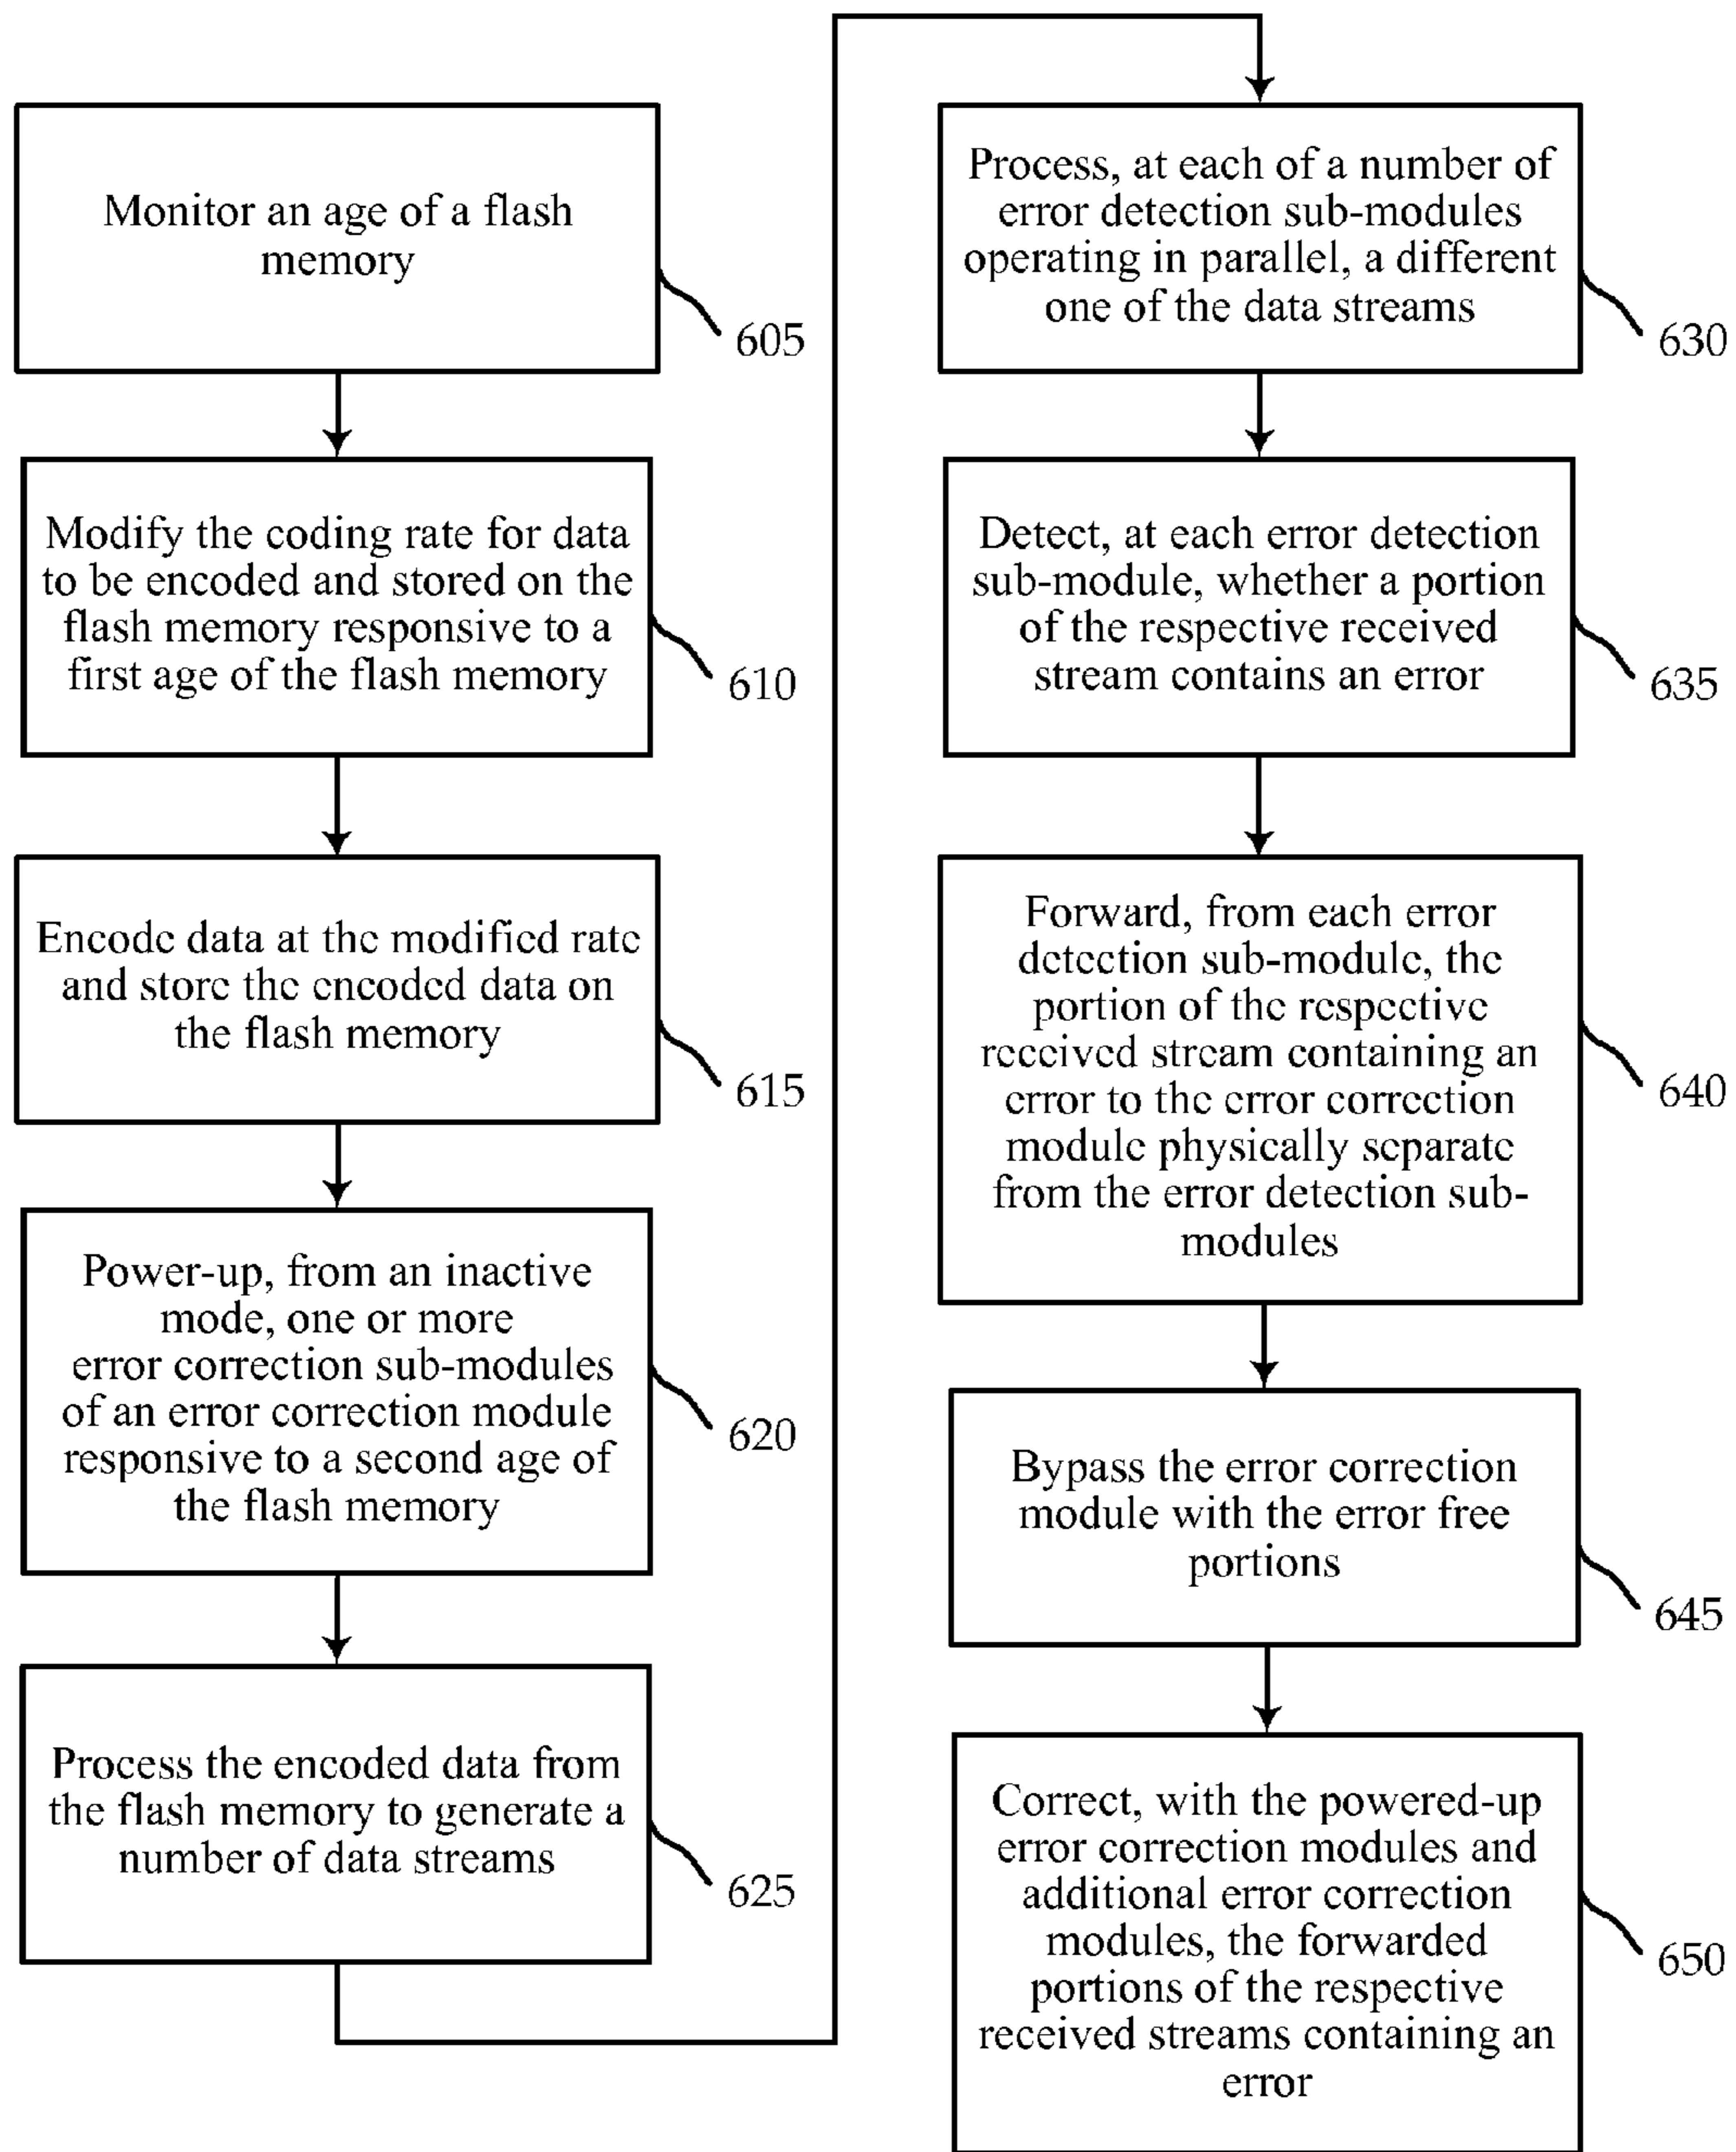 Monitor an age of a flash
memory
605
Modify the coding rate for data
to be encoded and stored on the
flash memory responsive to a
first age of the flash memory
610
Encode data at the modified rate
and store the encoded data on
the flash memory
615
Power-up, from an inactive
mode, one or more
error correction sub-modules
of an error correction module
responsive to a second age of
the flash memory
620
Process the encoded data from
the flash memory to generate a
number of data streams
625
Process, at each of a number of
error detection sub-modules
operating in parallel, a different
one of the data streams
630
Detect, at each error detection
sub-module, whether a portion
of the respective received
stream contains an error
635
Forward, from each error
detection sub-module, the
portion of the respective
received stream containing an
error to the error correction
module physically separate
from the error detection sub-
modules
640
Bypass the error correction
module with the error free
portions
645
Correct, with the powered-up
error correction modules and
additional error correction
modules, the forwarded
portions of the respective
received streams containing an
error
650